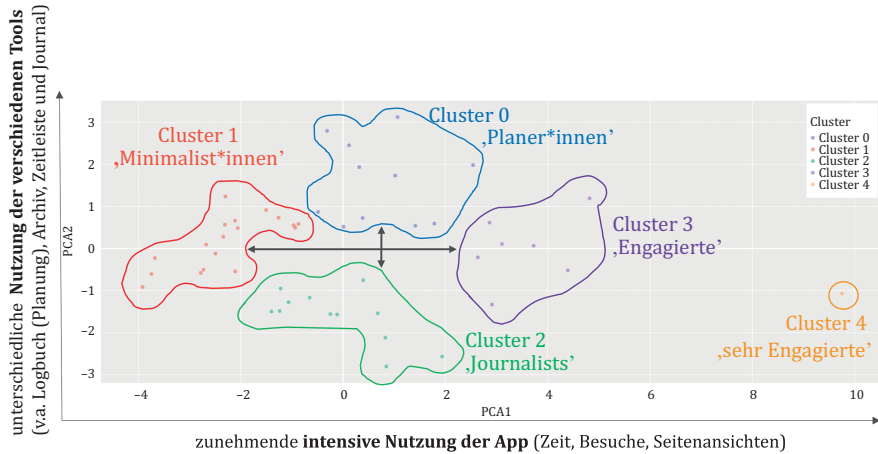 unterschiedliche Nutzung der verschiedenen Tools
(v.a. Logbuch (Planung), Archiv, Zeitleiste und Journal)
PCA2
3
2
1
0
−1
−2
−3
Cluster 1
‚Minimalist*innen’
Cluster 0
‚Planer*innen’
Cluster 3
‚Engagierte’
Cluster 2
‚Journalists’
Cluster 4
‚sehr Engagierte’
Cluster
Cluster 0
Cluster 1
Cluster 2
Cluster 3
Cluster 4
−4
−2
0
2
4
6
8
10
PCA1
zunehmende intensive Nutzung der App (Zeit, Besuche, Seitenansichten)